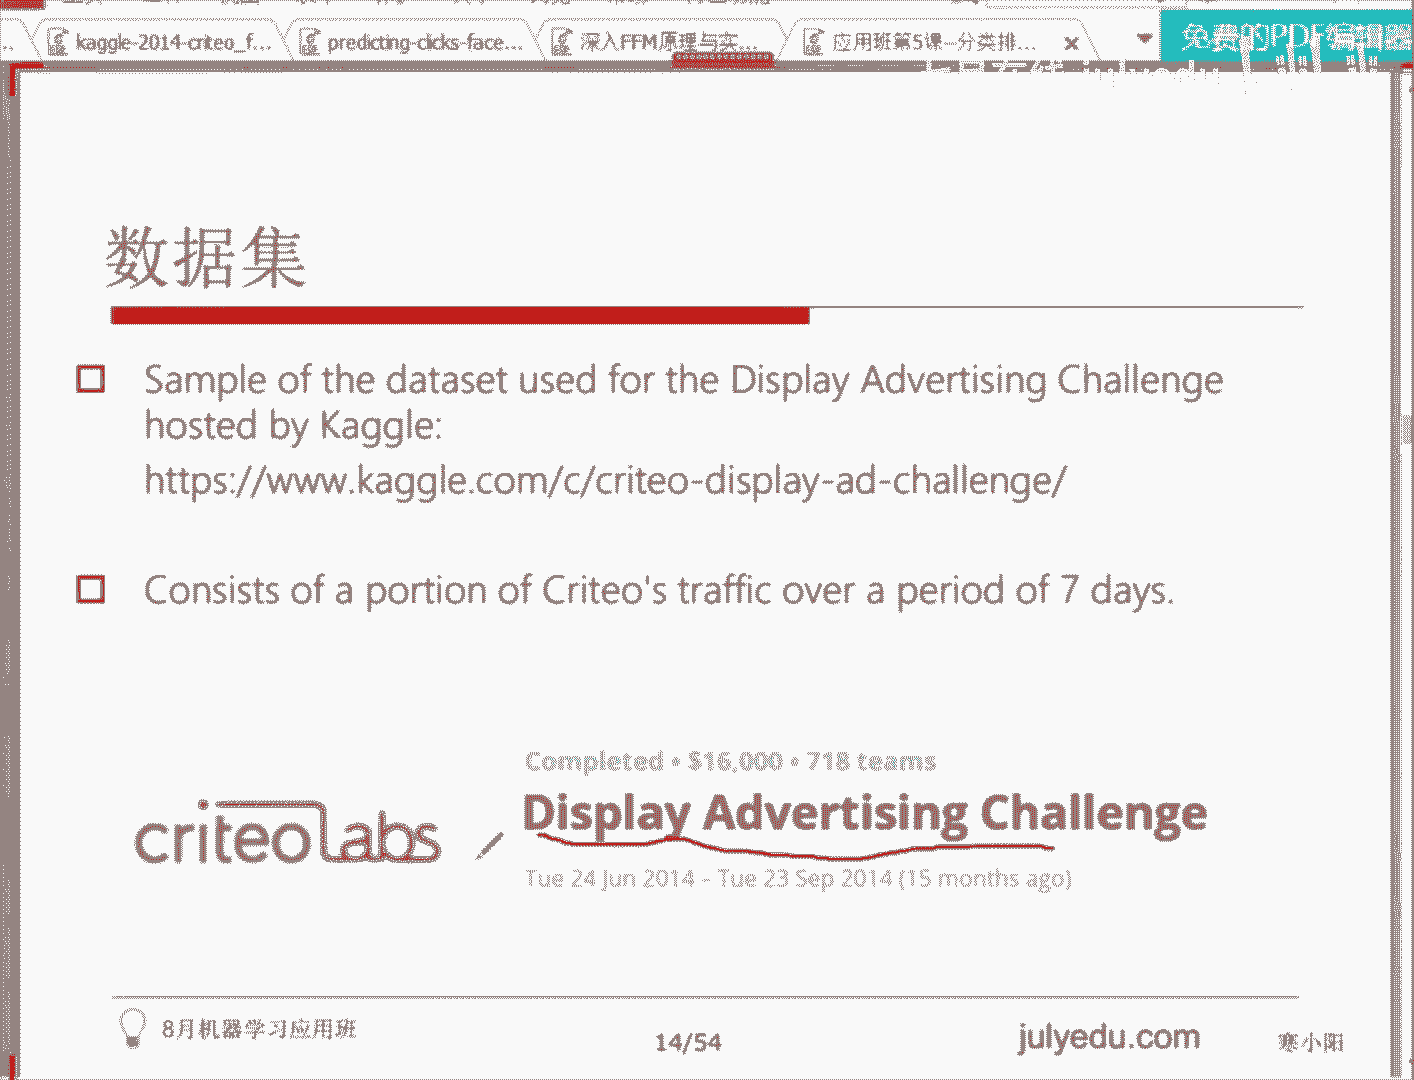 kaggle-2014-criteo_f...
predicting-clicks-face...
深入FFM原理与实...
应用班第5课-分类排...
免费的PDF编辑器
数据集
Sample of the dataset used for the Display Advertising Challenge
hosted by Kaggle:
https://www.kaggle.com/c/criteo-display-ad-challenge/
Consists of a portion of Criteo's traffic over a period of 7 days.
Completed • $16,000 • 718 teams
criteolabs
Display Advertising Challenge
Tue 24 Jun 2014 - Tue 23 Sep 2014 (15 months ago)
8月机器学习应用班
14/54
julyedu.com
寒小阳